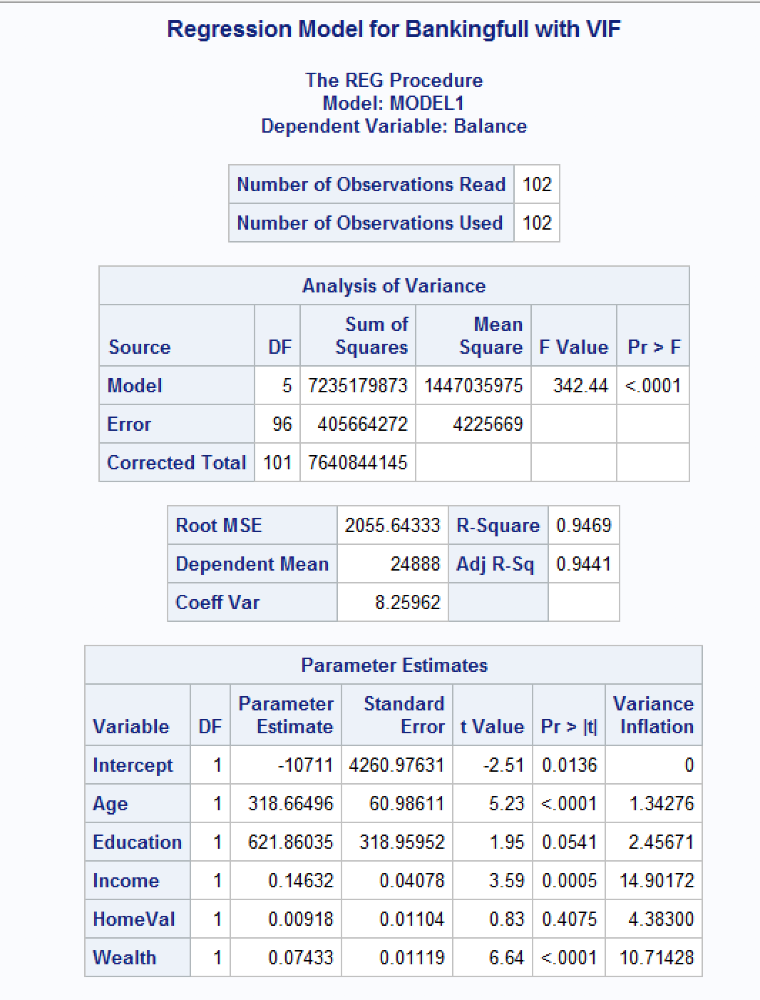 Regression Model for Bankingfull with VIF
The REG Procedure
Model: MODEL1
Dependent Variable: Balance
Number of Observations Read 102
Number of Observations Used 102
Analysis of Variance
Source DF Sum of Squares Mean Square F Value Pr > F
Model 5 7235179873 1447035975 342.44 <.0001
Error 96 405664272 4225669
Corrected Total 101 7640844145
Root MSE 2055.64333 R-Square 0.9469
Dependent Mean 24888 Adj R-Sq 0.9441
Coeff Var 8.25962
Parameter Estimates
Variable DF Parameter Estimate Standard Error t Value Pr > |t| Variance Inflation
Intercept 1 -10711 4260.97631 -2.51 0.0136 0
Age 1 318.66496 60.98611 5.23 <.0001 1.34276
Education 1 621.86035 318.95952 1.95 0.0541 2.45671
Income 1 0.14632 0.04078 3.59 0.0005 14.90172
HomeVal 1 0.00918 0.01104 0.83 0.4075 4.38300
Wealth 1 0.07433 0.01119 6.64 <.0001 10.71428